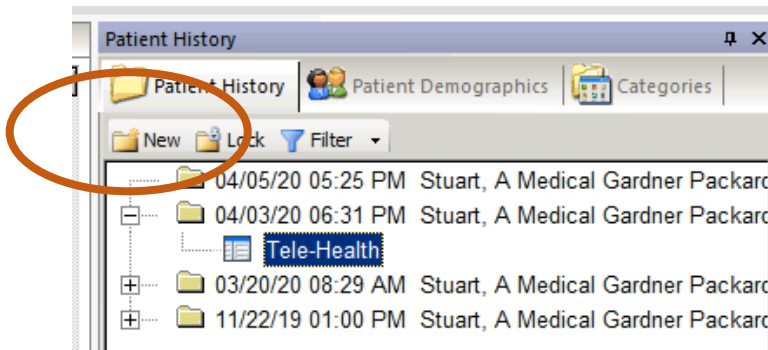 Patient History
Patient History Patient Demographics Categories
New Lock Filter
04/05/20 05:25 PM Stuart, A Medical Gardner Packard
04/03/20 06:31 PM Stuart, A Medical Gardner Packard
Tele-Health
03/20/20 08:29 AM Stuart, A Medical Gardner Packard
11/22/19 01:00 PM Stuart, A Medical Gardner Packard